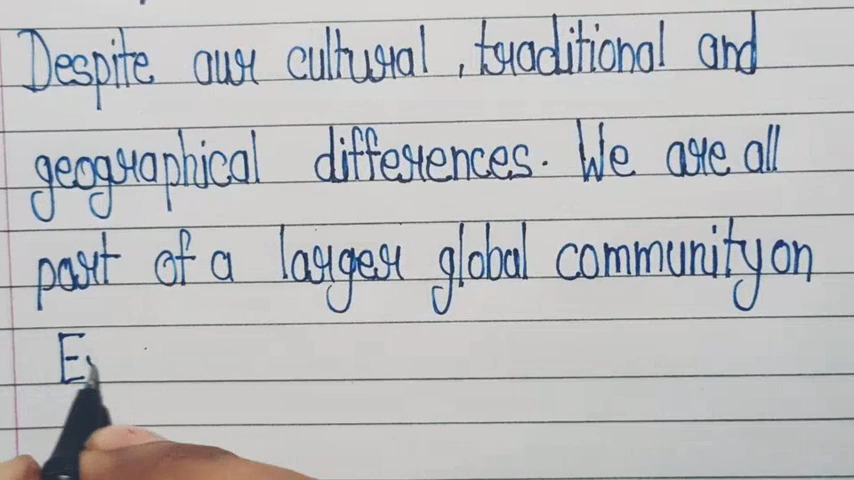 Despite our cultural , traditional and
geographical differences. We are all
part of a larger global community on
E